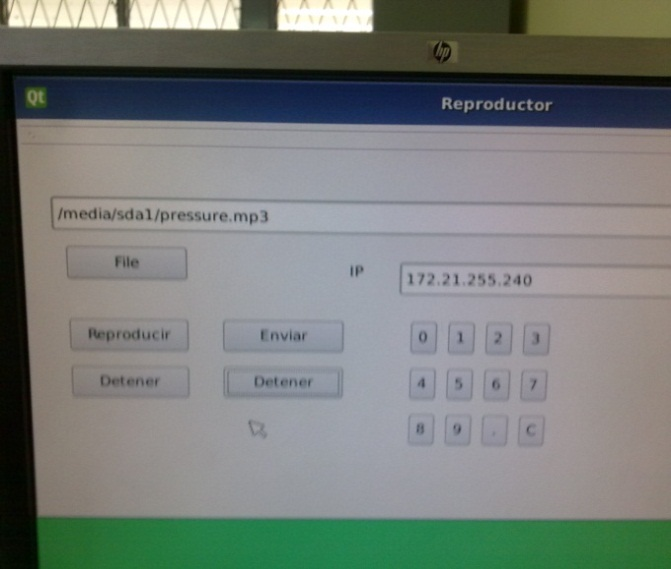 hp
Qt
Reproductor
/media/sda1/pressure.mp3
File
IP
172.21.255.240
Reproducir
Enviar
0 1 2 3
Detener
Detener
4 5 6 7
8 9 . C